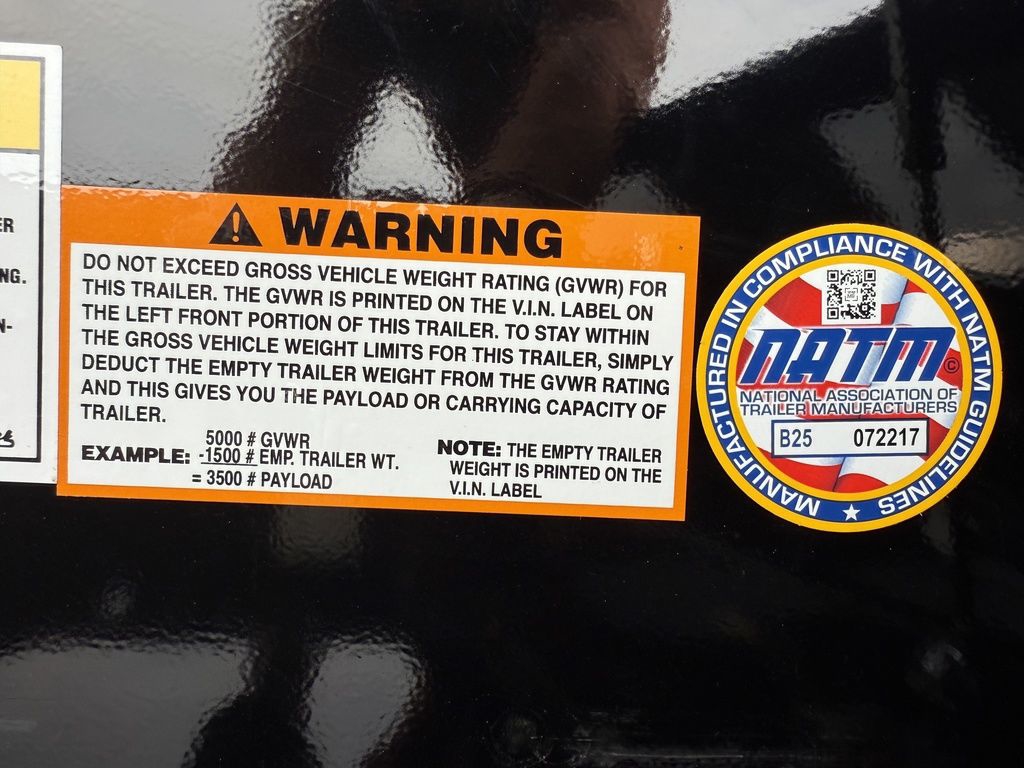 ER
NG.
N-
WARNING
DO NOT EXCEED GROSS VEHICLE WEIGHT RATING (GVWR) FOR
THIS TRAILER. THE GVWR IS PRINTED ON THE V.I.N. LABEL ON
THE LEFT FRONT PORTION OF THIS TRAILER. TO STAY WITHIN
THE GROSS VEHICLE WEIGHT LIMITS FOR THIS TRAILER, SIMPLY
DEDUCT THE EMPTY TRAILER WEIGHT FROM THE GVWR RATING
AND THIS GIVES YOU THE PAYLOAD OR CARRYING CAPACITY OF
TRAILER.
5000 # GVWR
EXAMPLE: -1500 # EMP. TRAILER WT.
= 3500 # PAYLOAD
NOTE: THE EMPTY TRAILER
WEIGHT IS PRINTED ON THE
V.I.N. LABEL
MANUFACTURED IN COMPLIANCE WITH NATM GUIDELINES
NATM ©
NATIONAL ASSOCIATION OF
TRAILER MANUFACTURERS
B25 072217